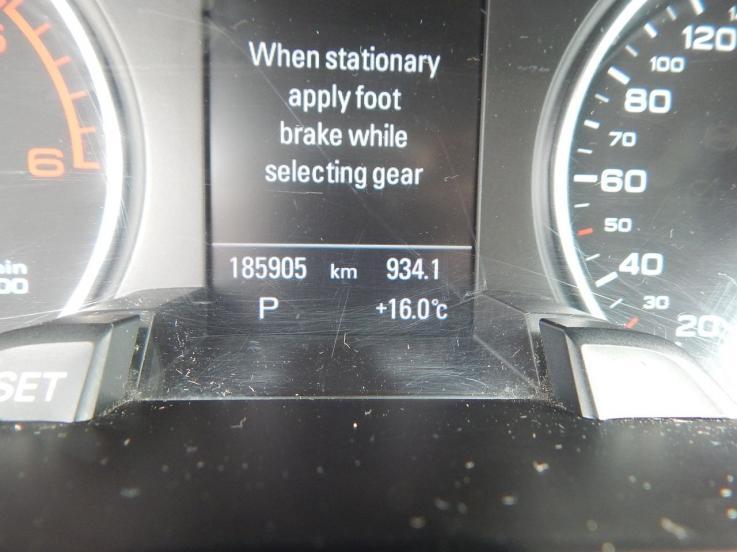 When stationary
apply foot
brake while
selecting gear
185905 km 934.1
P +16.0°c
6
120
100
80
70
60
50
40
30
20
SET